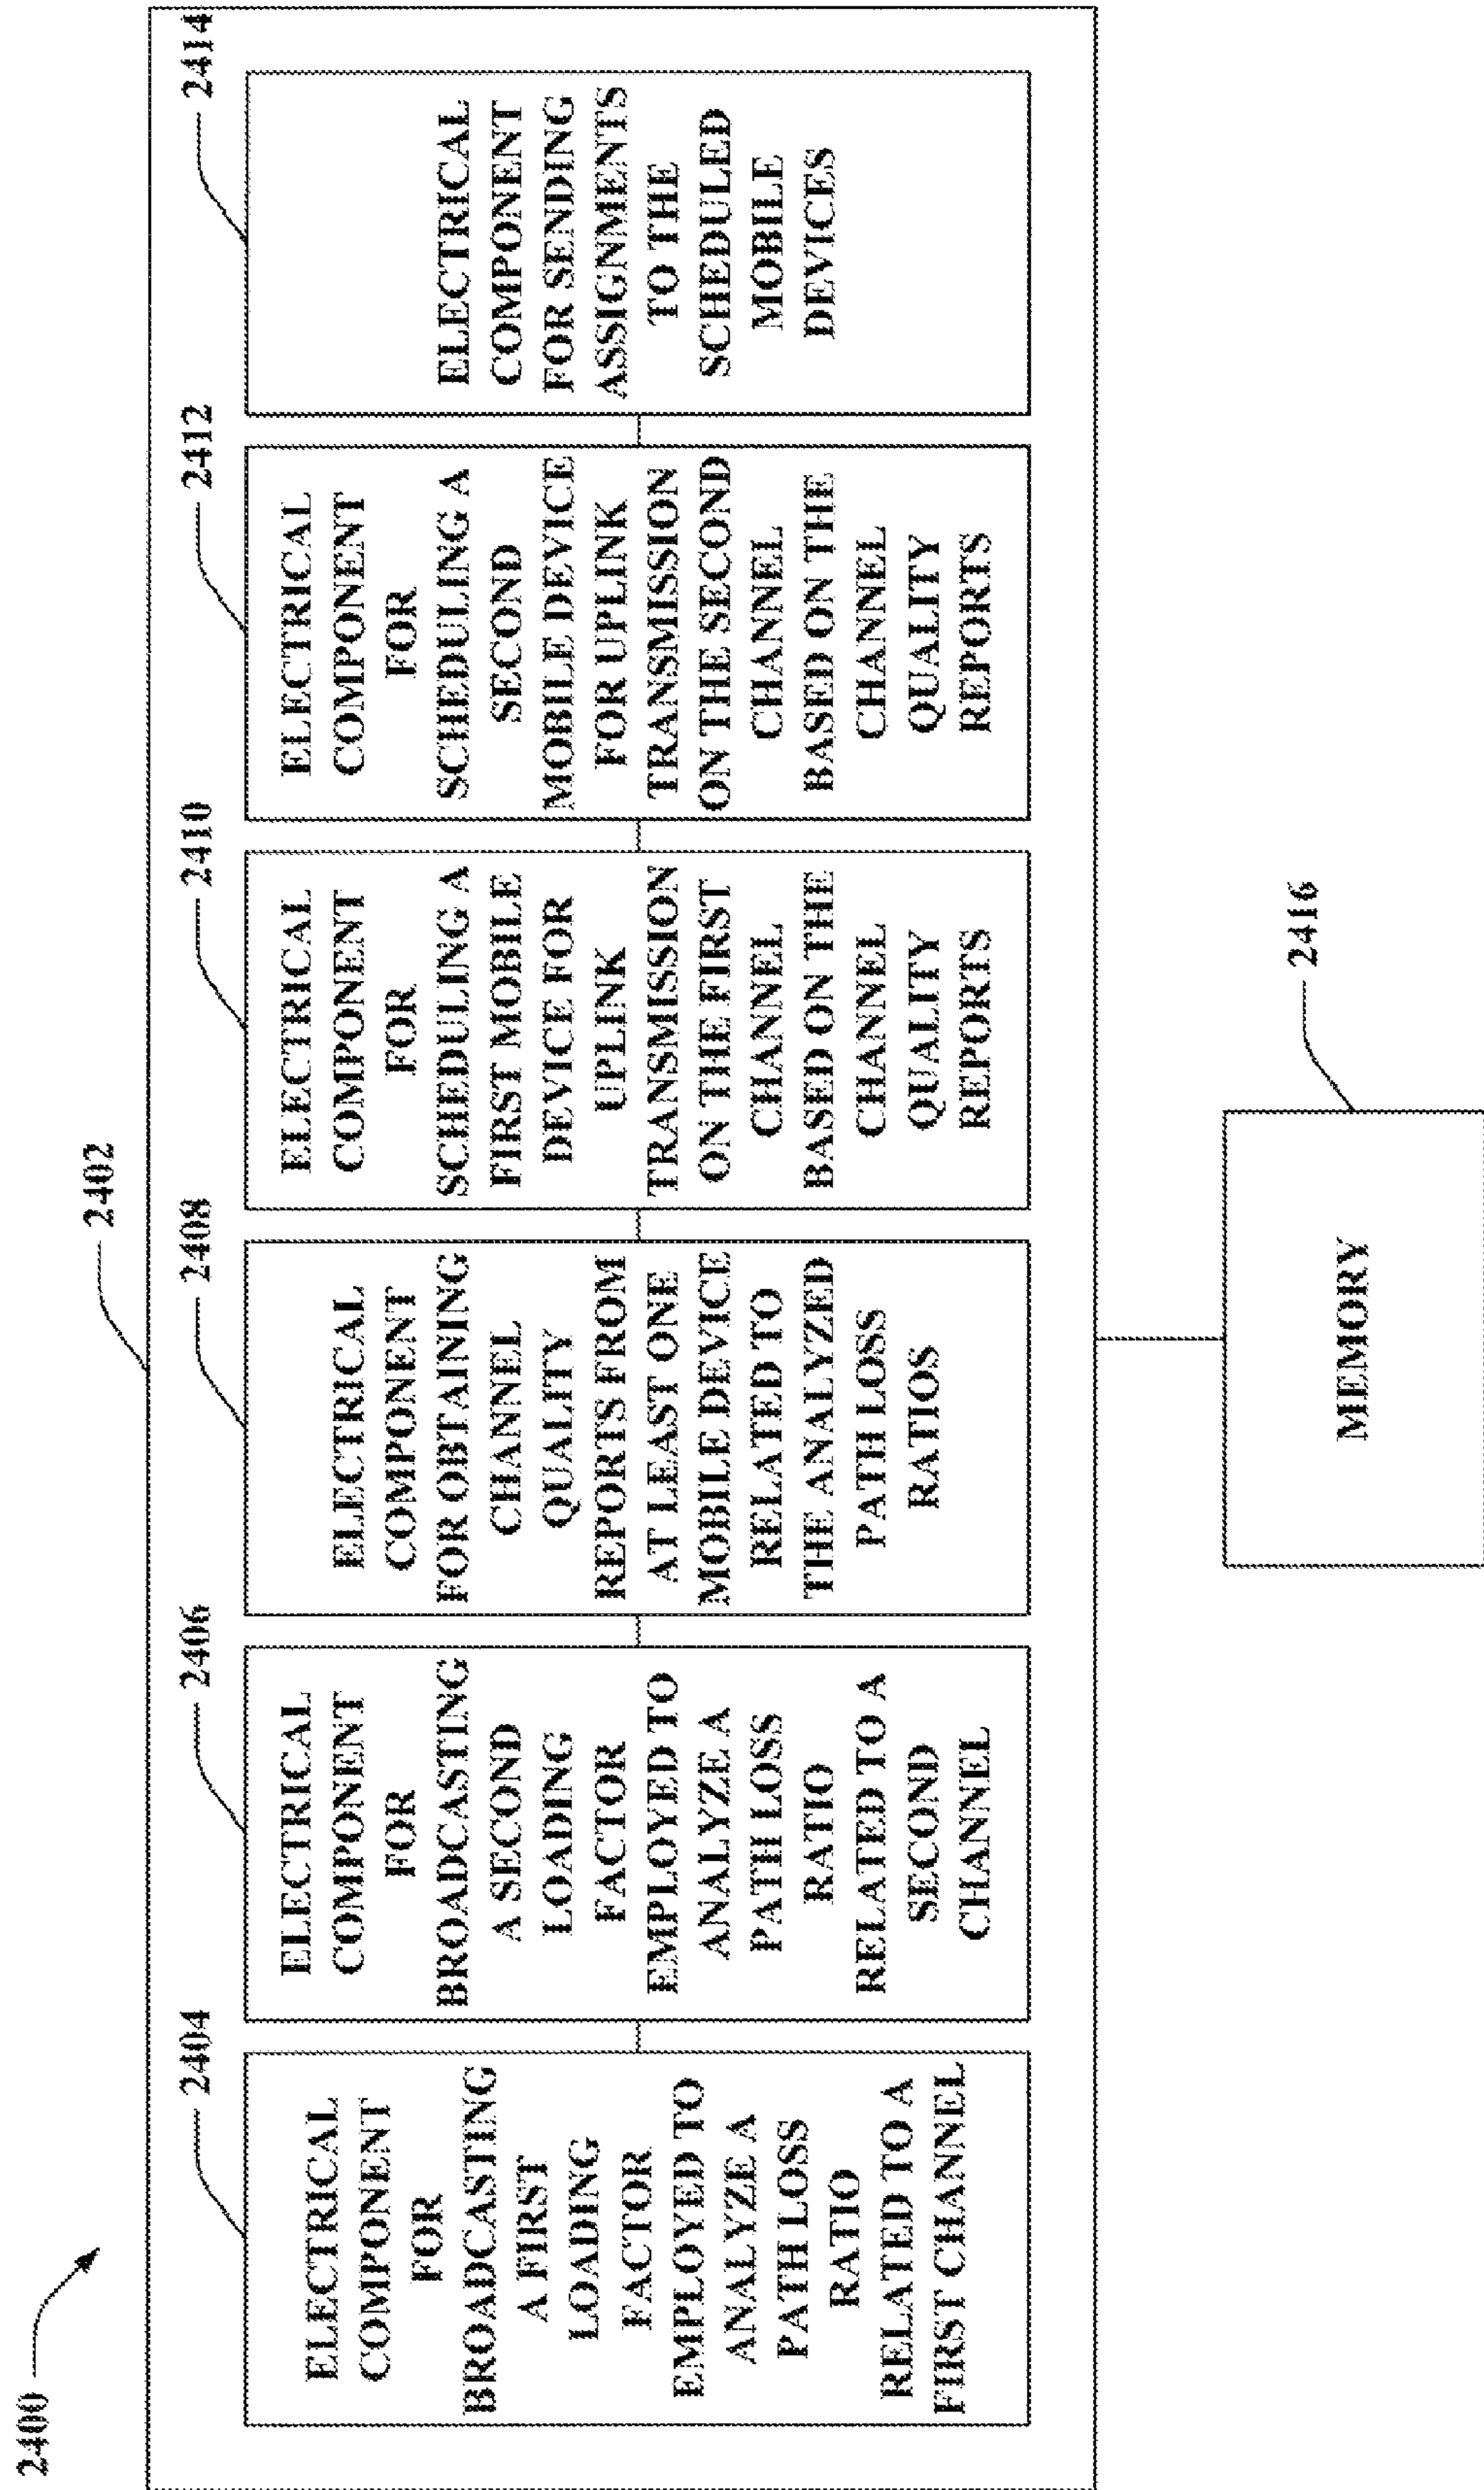 2400
2402
2404
ELECTRICAL
COMPONENT
FOR
BROADCASTING
A FIRST
LOADING
FACTOR
EMPLOYED TO
ANALYZE A
PATH LOSS
RATIO
RELATED TO A
FIRST CHANNEL
2406
ELECTRICAL
COMPONENT
FOR
BROADCASTING
A SECOND
LOADING
FACTOR
EMPLOYED TO
ANALYZE A
PATH LOSS
RATIO
RELATED TO A
SECOND
CHANNEL
2408
ELECTRICAL
COMPONENT
FOR OBTAINING
CHANNEL
QUALITY
REPORTS FROM
AT LEAST ONE
MOBILE DEVICE
RELATED TO
THE ANALYZED
PATH LOSS
RATIOS
2410
ELECTRICAL
COMPONENT
FOR
SCHEDULING A
FIRST MOBILE
DEVICE FOR
UPLINK
TRANSMISSION
ON THE FIRST
CHANNEL
BASED ON THE
CHANNEL
QUALITY
REPORTS
2412
ELECTRICAL
COMPONENT
FOR
SCHEDULING A
SECOND
MOBILE DEVICE
FOR UPLINK
TRANSMISSION
ON THE SECOND
CHANNEL
BASED ON THE
CHANNEL
QUALITY
REPORTS
2414
ELECTRICAL
COMPONENT
FOR SENDING
ASSIGNMENTS
TO THE
SCHEDULED
MOBILE
DEVICES
2416
MEMORY